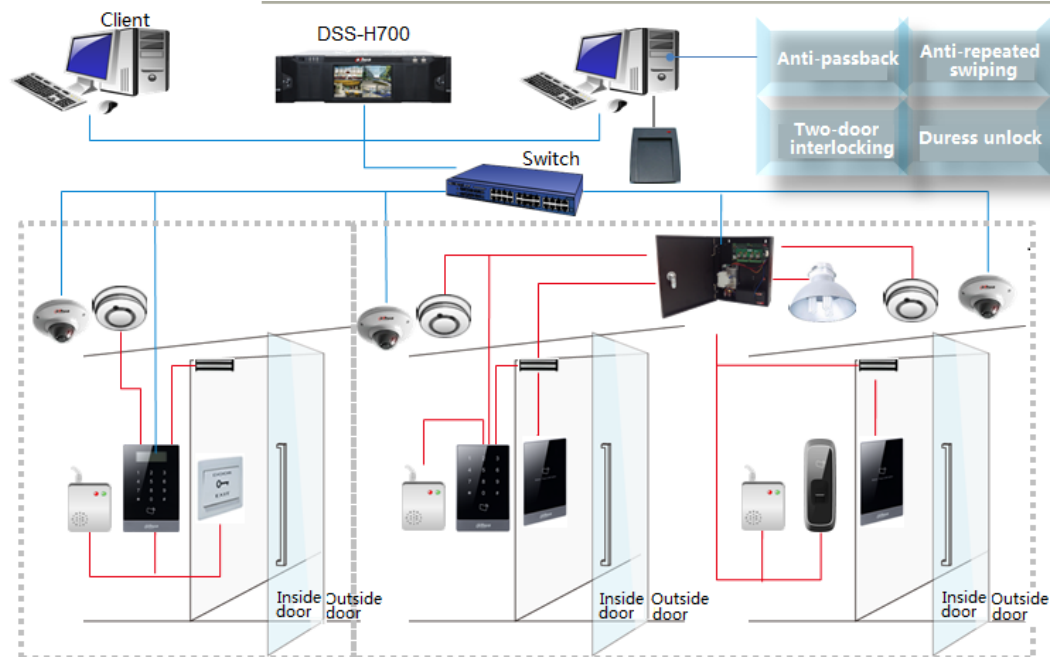 Client
DSS-H700
Anti-passback
Anti-repeated
swiping
Two-door
interlocking
Duress unlock
Switch
EXIT
Inside
door
Outside
door
Inside
door
Outside
door
Inside
door
Outside
door